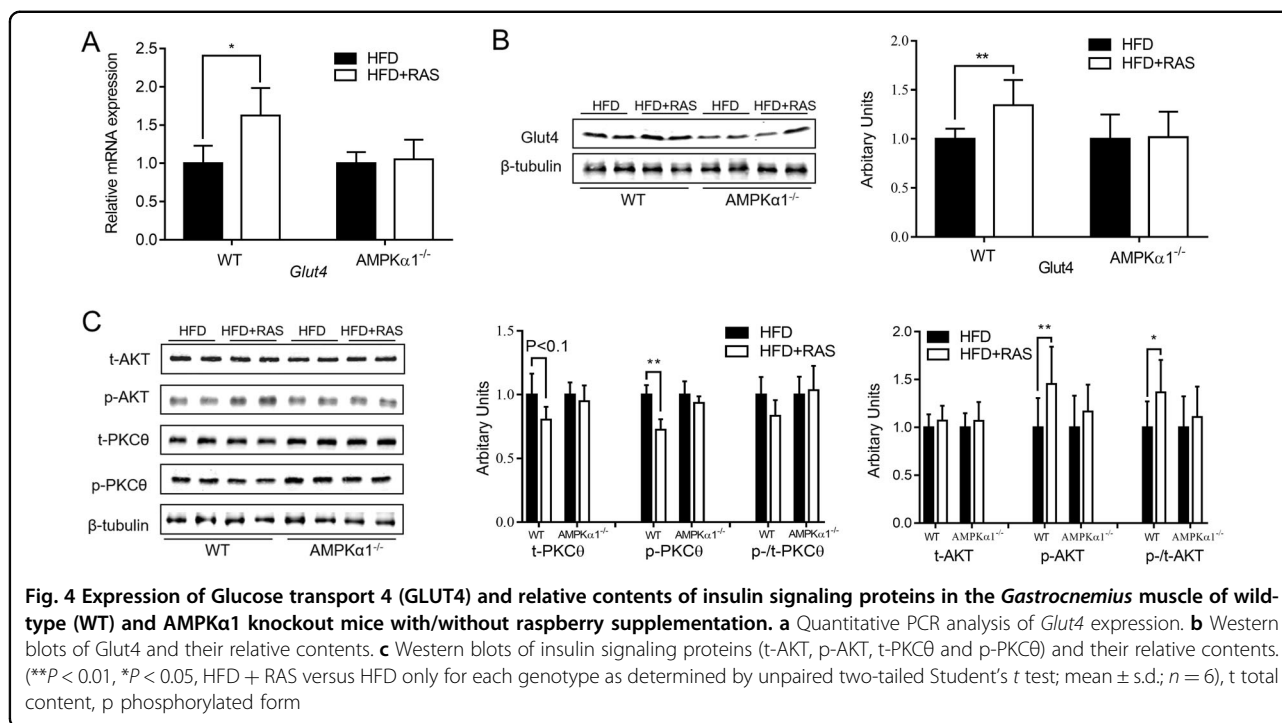 A
Relative mRNA expression
2.5
2.0
1.5
1.0
0.5
0.0
*
HFD
HFD+RAS
WT
AMPKα1-/-
Glut4
B
HFD HFD+RAS HFD HFD+RAS
Glut4
β-tubulin
WT AMPKα1-/-
Arbitary Units
2.0
1.5
1.0
0.5
0.0
**
HFD
HFD+RAS
WT
AMPKα1-/-
Glut4
C
HFD HFD+RAS HFD HFD+RAS
t-AKT
p-AKT
t-PKCθ
p-PKCθ
β-tubulin
WT AMPKα1-/-
Arbitary Units
1.5
1.0
0.5
0.0
P<0.1
**
HFD
HFD+RAS
WT AMPKα1-/- WT AMPKα1-/- WT AMPKα1-/-
t-PKCθ p-PKCθ p-/t-PKCθ
Arbitary Units
2.0
1.5
1.0
0.5
0.0
HFD
HFD+RAS
**
*
WT AMPKα1-/- WT AMPKα1-/- WT AMPKα1-/-
t-AKT p-AKT p-/t-AKT
Fig. 4 Expression of Glucose transport 4 (GLUT4) and relative contents of insulin signaling proteins in the Gastrocnemius muscle of wild-
type (WT) and AMPKα1 knockout mice with/without raspberry supplementation. a Quantitative PCR analysis of Glut4 expression. b Western
blots of Glut4 and their relative contents. c Western blots of insulin signaling proteins (t-AKT, p-AKT, t-PKCθ and p-PKCθ) and their relative contents.
(**P < 0.01, *P < 0.05, HFD + RAS versus HFD only for each genotype as determined by unpaired two-tailed Student's t test; mean ± s.d.; n = 6), t total
content, p phosphorylated form